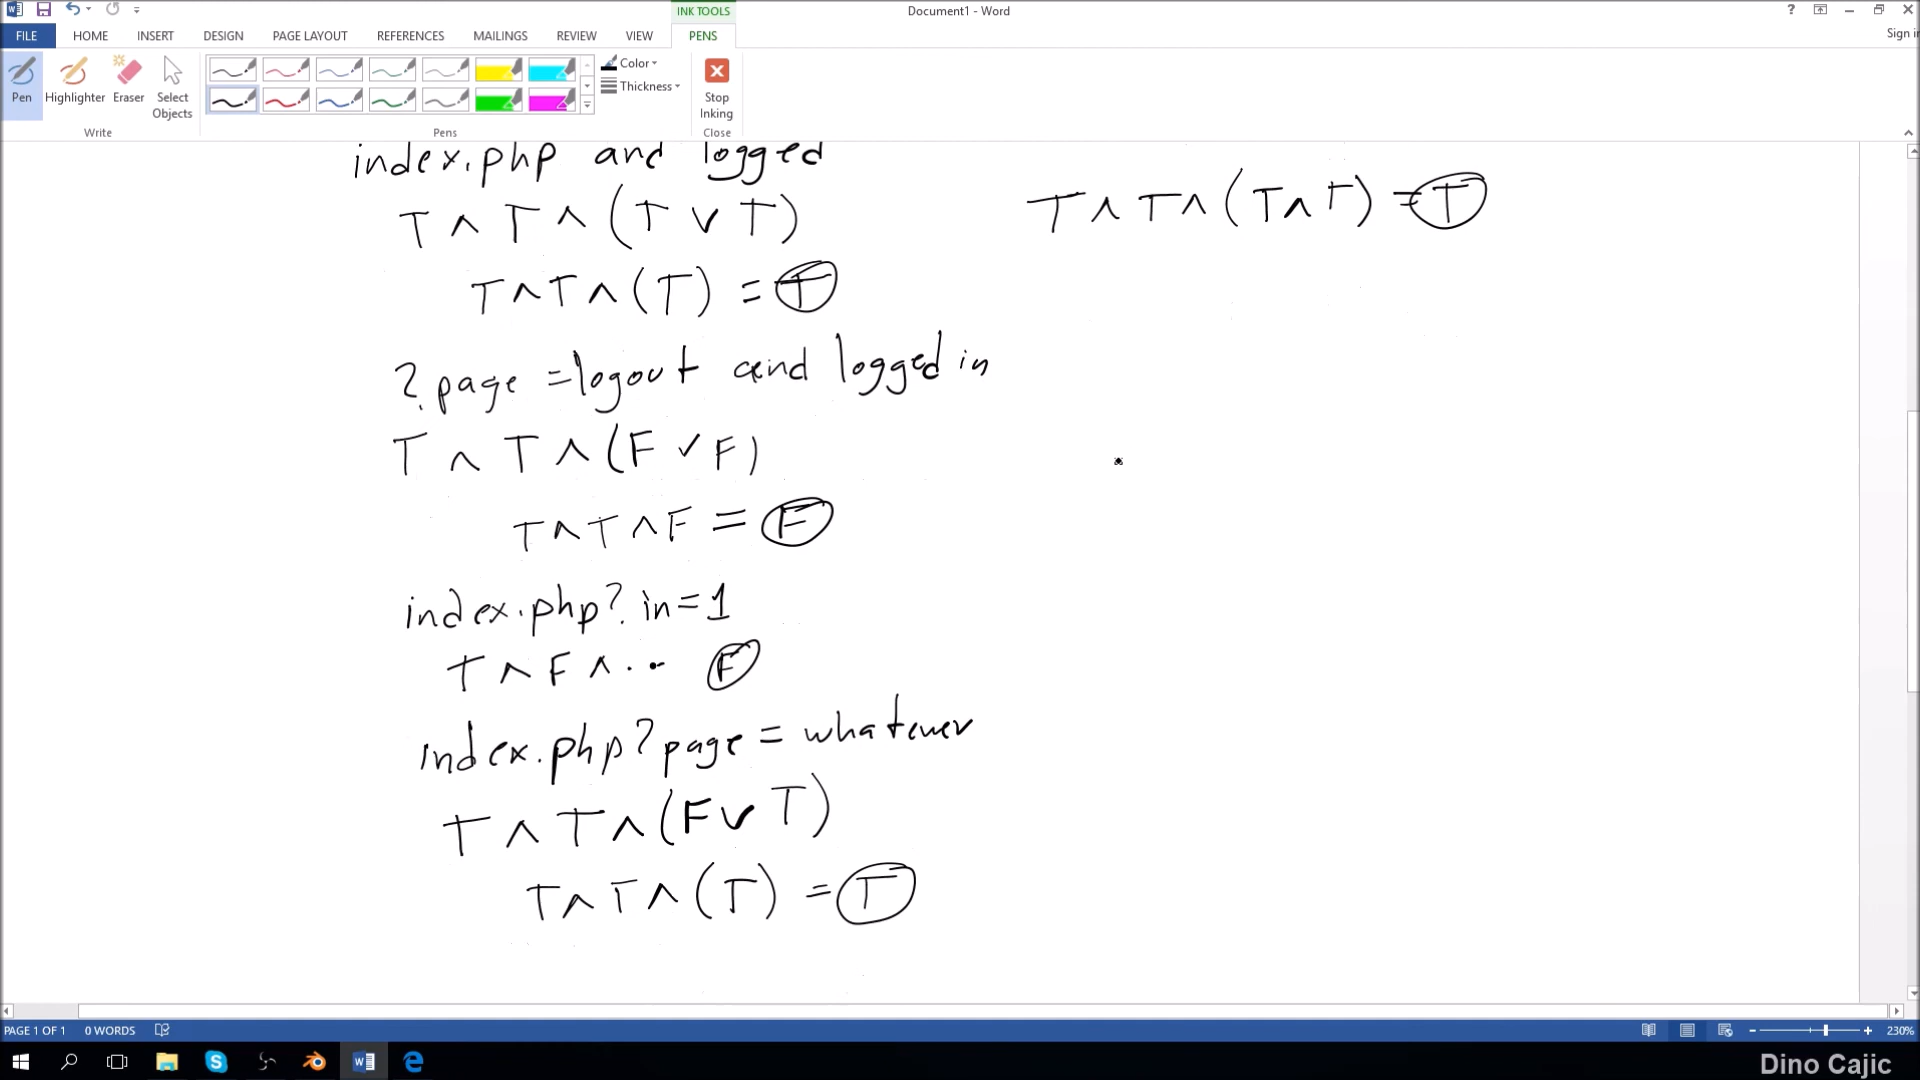 INK TOOLS
Document1 - Word
FILE HOME INSERT DESIGN PAGE LAYOUT REFERENCES MAILINGS REVIEW VIEW PENS
Sign in
Pen Highlighter Eraser Select Objects
Color
Thickness
Stop Inking
Write Pens Close
index.php and logged
T ∧ T ∧ (T ∨ T)
T ∧ T ∧ (T ∧ T) = T
T ∧ T ∧ (T) = T
?page =logout and logged in
T ∧ T ∧ (F ∨ F)
T ∧ T ∧ F = F
index.php? in=1
T ∧ F ∧ .. F
index.php?page = whatever
T ∧ T ∧ (F ∨ T)
T ∧ T ∧ (T) = T
PAGE 1 OF 1 0 WORDS
230%
Dino Cajic